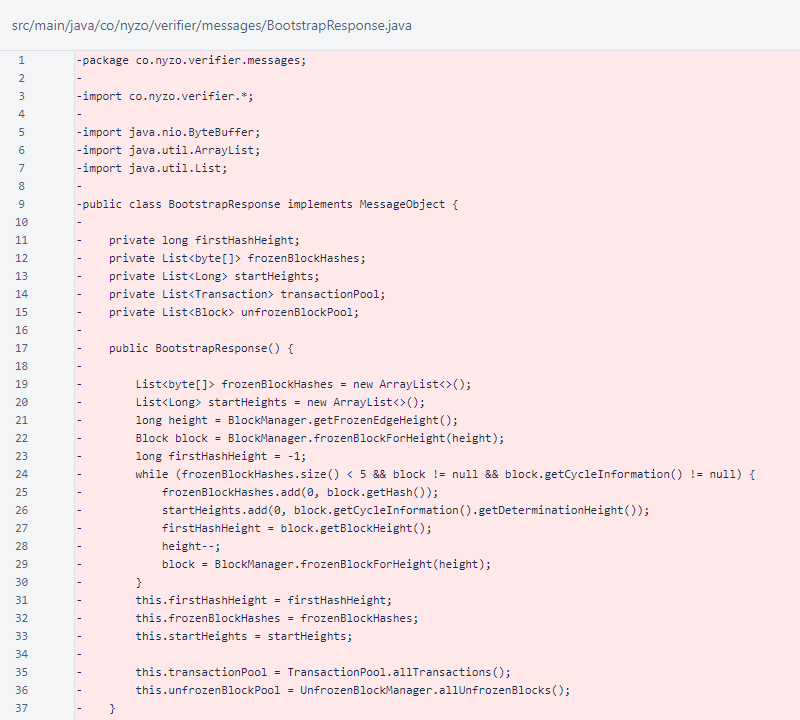 src/main/java/co/nyzo/verifier/messages/BootstrapResponse.java
1 -package co.nyzo.verifier.messages;
2 -
3 -import co.nyzo.verifier.*;
4 -
5 -import java.nio.ByteBuffer;
6 -import java.util.ArrayList;
7 -import java.util.List;
8 -
9 -public class BootstrapResponse implements MessageObject {
10 -
11 -    private long firstHashHeight;
12 -    private List<byte[]> frozenBlockHashes;
13 -    private List<Long> startHeights;
14 -    private List<Transaction> transactionPool;
15 -    private List<Block> unfrozenBlockPool;
16 -
17 -    public BootstrapResponse() {
18 -
19 -        List<byte[]> frozenBlockHashes = new ArrayList<>();
20 -        List<Long> startHeights = new ArrayList<>();
21 -        long height = BlockManager.getFrozenEdgeHeight();
22 -        Block block = BlockManager.frozenBlockForHeight(height);
23 -        long firstHashHeight = -1;
24 -        while (frozenBlockHashes.size() < 5 && block != null && block.getCycleInformation() != null) {
25 -            frozenBlockHashes.add(0, block.getHash());
26 -            startHeights.add(0, block.getCycleInformation().getDeterminationHeight());
27 -            firstHashHeight = block.getBlockHeight();
28 -            height--;
29 -            block = BlockManager.frozenBlockForHeight(height);
30 -        }
31 -        this.firstHashHeight = firstHashHeight;
32 -        this.frozenBlockHashes = frozenBlockHashes;
33 -        this.startHeights = startHeights;
34 -
35 -        this.transactionPool = TransactionPool.allTransactions();
36 -        this.unfrozenBlockPool = UnfrozenBlockManager.allUnfrozenBlocks();
37 -    }